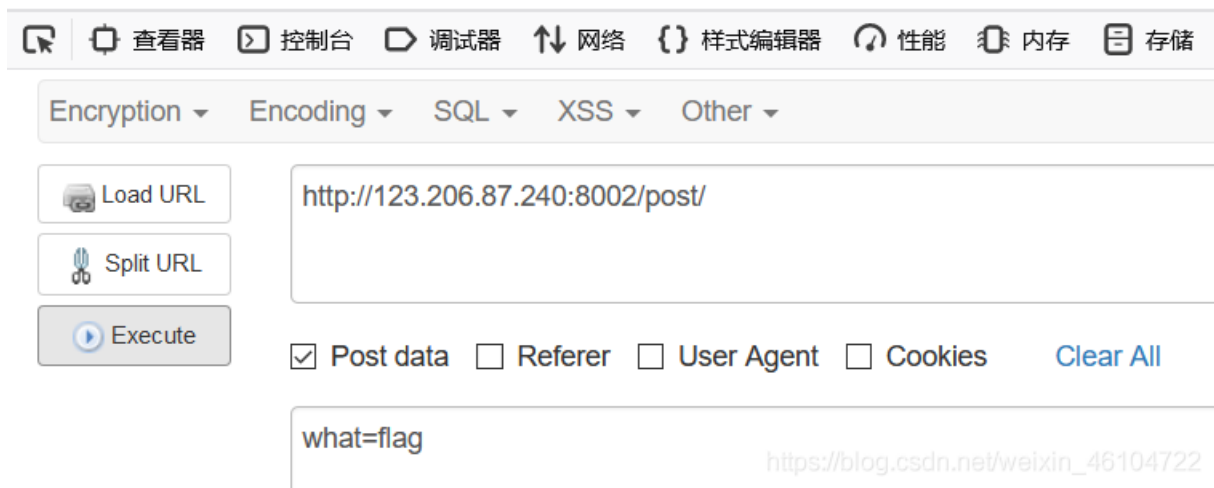 查看器 控制台 调试器 网络 {} 样式编辑器 性能 内存 存储
Encryption Encoding SQL XSS Other
Load URL
http://123.206.87.240:8002/post/
Split URL
Execute
Post data Referer User Agent Cookies Clear All
what=flag
https://blog.csdn.net/weixin_46104722